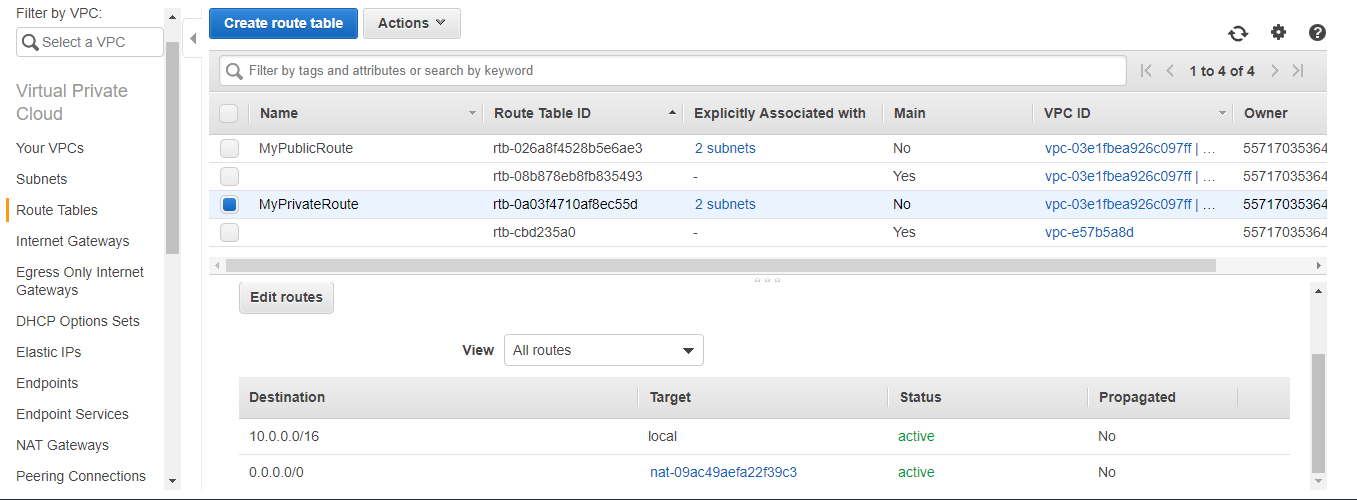 Filter by VPC:
Select a VPC
Virtual Private
Cloud
Your VPCs
Subnets
Route Tables
Internet Gateways
Egress Only Internet
Gateways
DHCP Options Sets
Elastic IPs
Endpoints
Endpoint Services
NAT Gateways
Peering Connections
Create route table Actions
Filter by tags and attributes or search by keyword 1 to 4 of 4
Name Route Table ID Explicitly Associated with Main VPC ID Owner
MyPublicRoute rtb-026a8f4528b5e6ae3 2 subnets No vpc-03e1fbea926c097ff | ... 55717035364
rtb-08b878eb8fb835493 - Yes vpc-03e1fbea926c097ff | ... 55717035364
MyPrivateRoute rtb-0a03f4710af8ec55d 2 subnets No vpc-03e1fbea926c097ff | ... 55717035364
rtb-cbd235a0 - Yes vpc-e57b5a8d 55717035364
Edit routes
View All routes
Destination Target Status Propagated
10.0.0.0/16 local active No
0.0.0.0/0 nat-09ac49aefa22f39c3 active No